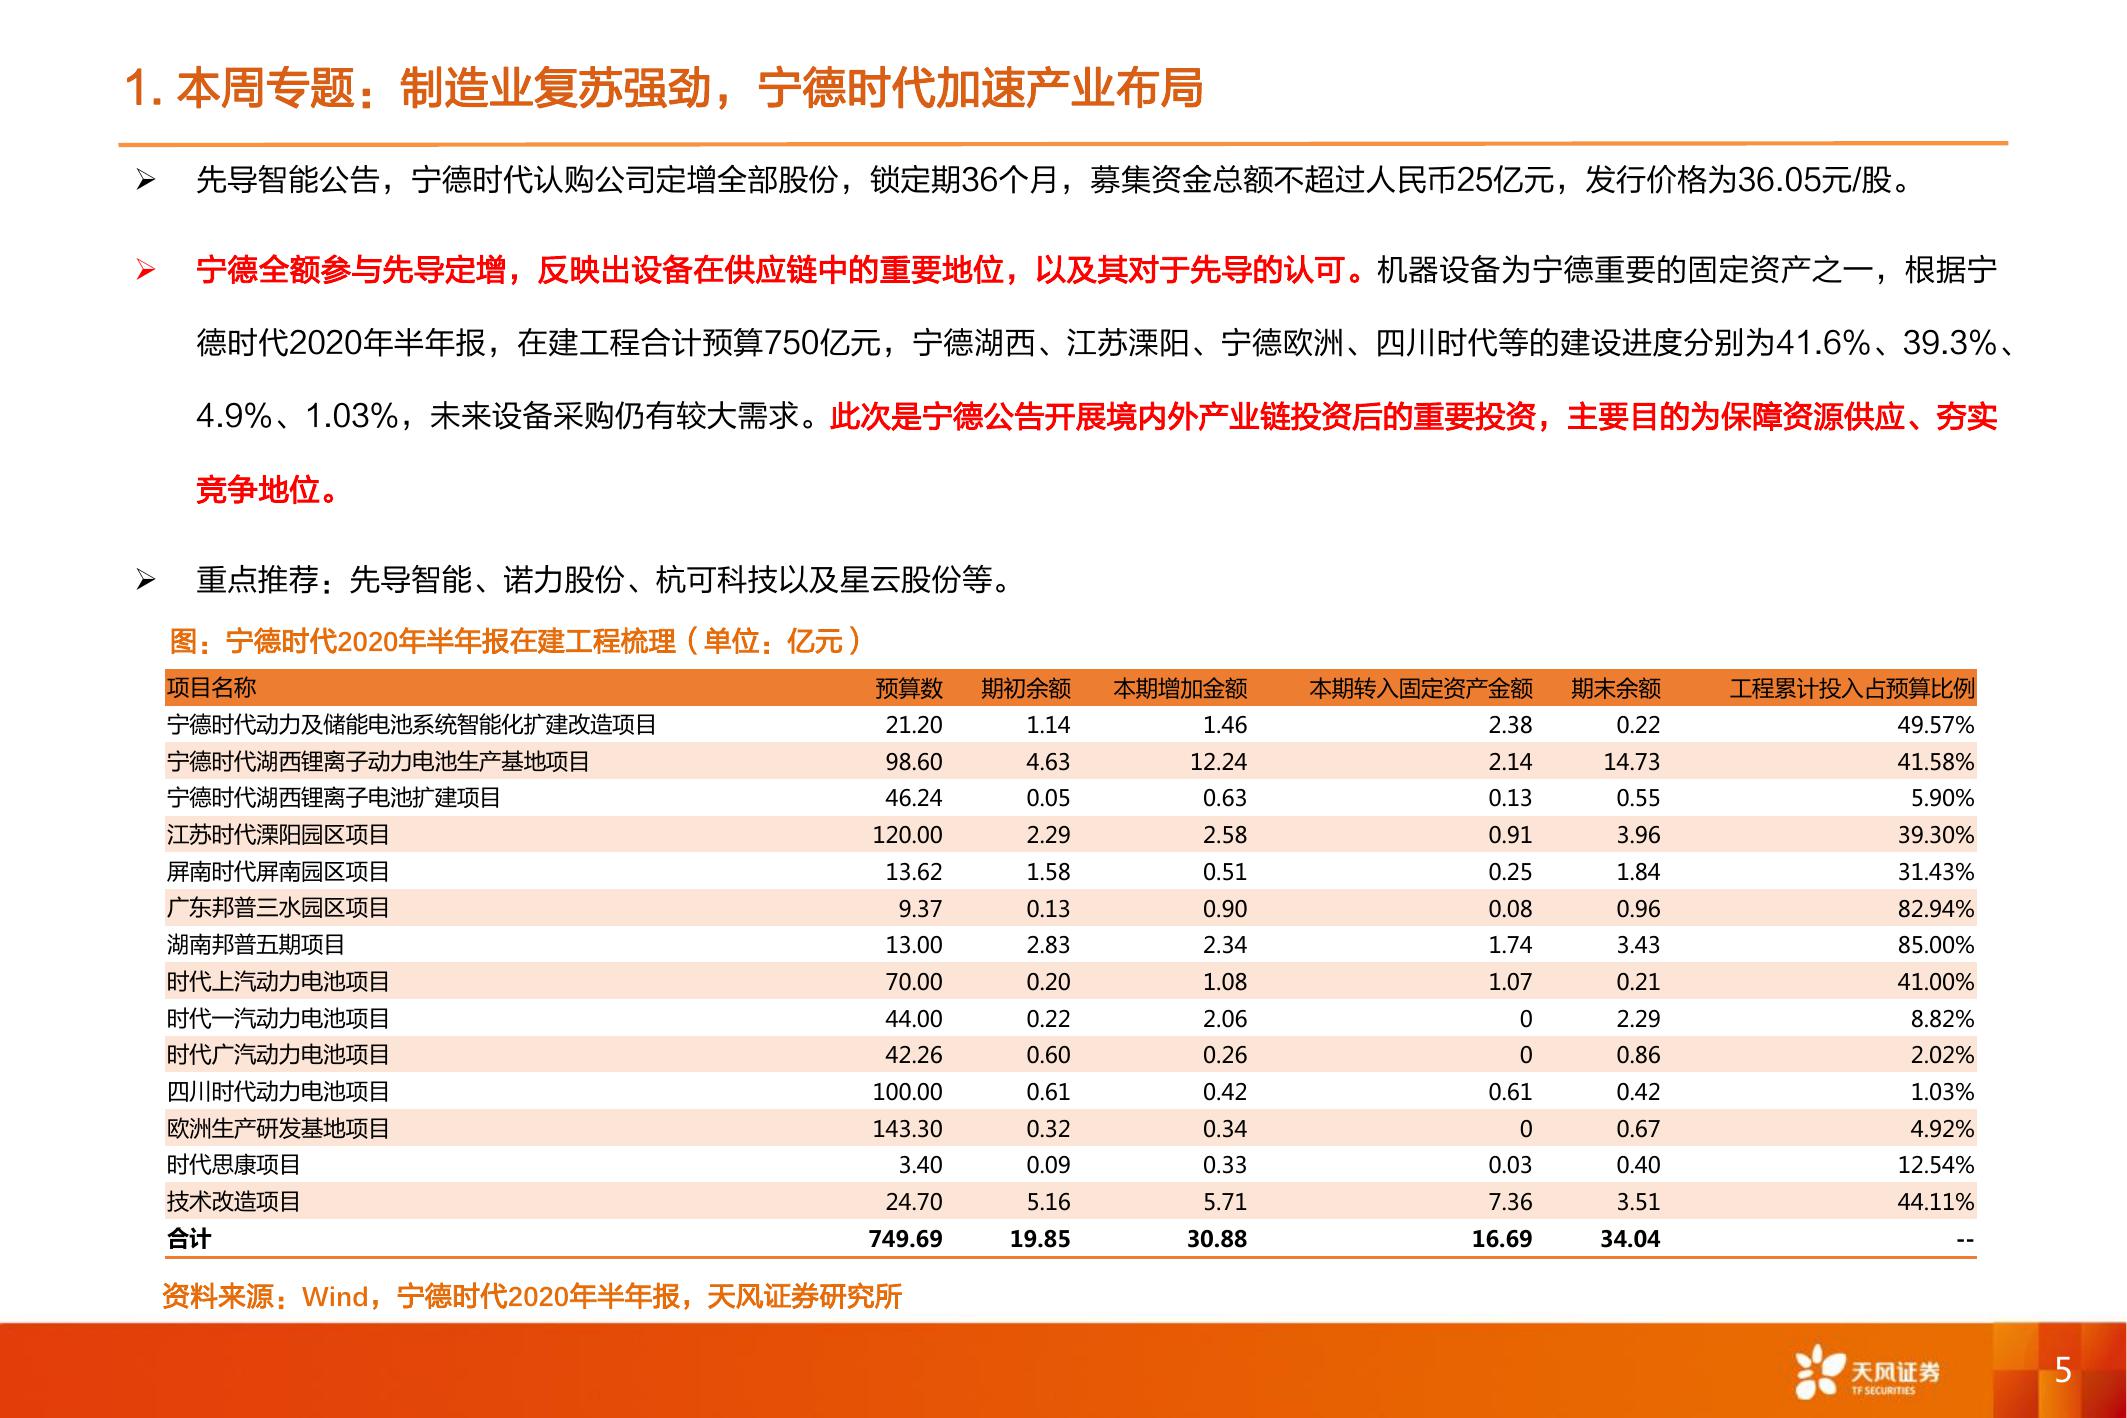 1. 本周专题：制造业复苏强劲，宁德时代加速产业布局
➢ 先导智能公告，宁德时代认购公司定增全部股份，锁定期36个月，募集资金总额不超过人民币25亿元，发行价格为36.05元/股。
➢ 宁德全额参与先导定增，反映出设备在供应链中的重要地位，以及其对于先导的认可。机器设备为宁德重要的固定资产之一，根据宁
德时代2020年半年报，在建工程合计预算750亿元，宁德湖西、江苏溧阳、宁德欧洲、四川时代等的建设进度分别为41.6%、39.3%、
4.9%、1.03%，未来设备采购仍有较大需求。此次是宁德公告开展境内外产业链投资后的重要投资，主要目的为保障资源供应、夯实
竞争地位。
➢ 重点推荐：先导智能、诺力股份、杭可科技以及星云股份等。
图：宁德时代2020年半年报在建工程梳理（单位：亿元）
项目名称 预算数 期初余额 本期增加金额 本期转入固定资产金额 期末余额 工程累计投入占预算比例
宁德时代动力及储能电池系统智能化扩建改造项目 21.20 1.14 1.46 2.38 0.22 49.57%
宁德时代湖西锂离子动力电池生产基地项目 98.60 4.63 12.24 2.14 14.73 41.58%
宁德时代湖西锂离子电池扩建项目 46.24 0.05 0.63 0.13 0.55 5.90%
江苏时代溧阳园区项目 120.00 2.29 2.58 0.91 3.96 39.30%
屏南时代屏南园区项目 13.62 1.58 0.51 0.25 1.84 31.43%
广东邦普三水园区项目 9.37 0.13 0.90 0.08 0.96 82.94%
湖南邦普五期项目 13.00 2.83 2.34 1.74 3.43 85.00%
时代上汽动力电池项目 70.00 0.20 1.08 1.07 0.21 41.00%
时代一汽动力电池项目 44.00 0.22 2.06 0 2.29 8.82%
时代广汽动力电池项目 42.26 0.60 0.26 0 0.86 2.02%
四川时代动力电池项目 100.00 0.61 0.42 0.61 0.42 1.03%
欧洲生产研发基地项目 143.30 0.32 0.34 0 0.67 4.92%
时代思康项目 3.40 0.09 0.33 0.03 0.40 12.54%
技术改造项目 24.70 5.16 5.71 7.36 3.51 44.11%
合计 749.69 19.85 30.88 16.69 34.04 --
资料来源：Wind，宁德时代2020年半年报，天风证券研究所
天风证券
TF SECURITIES
5